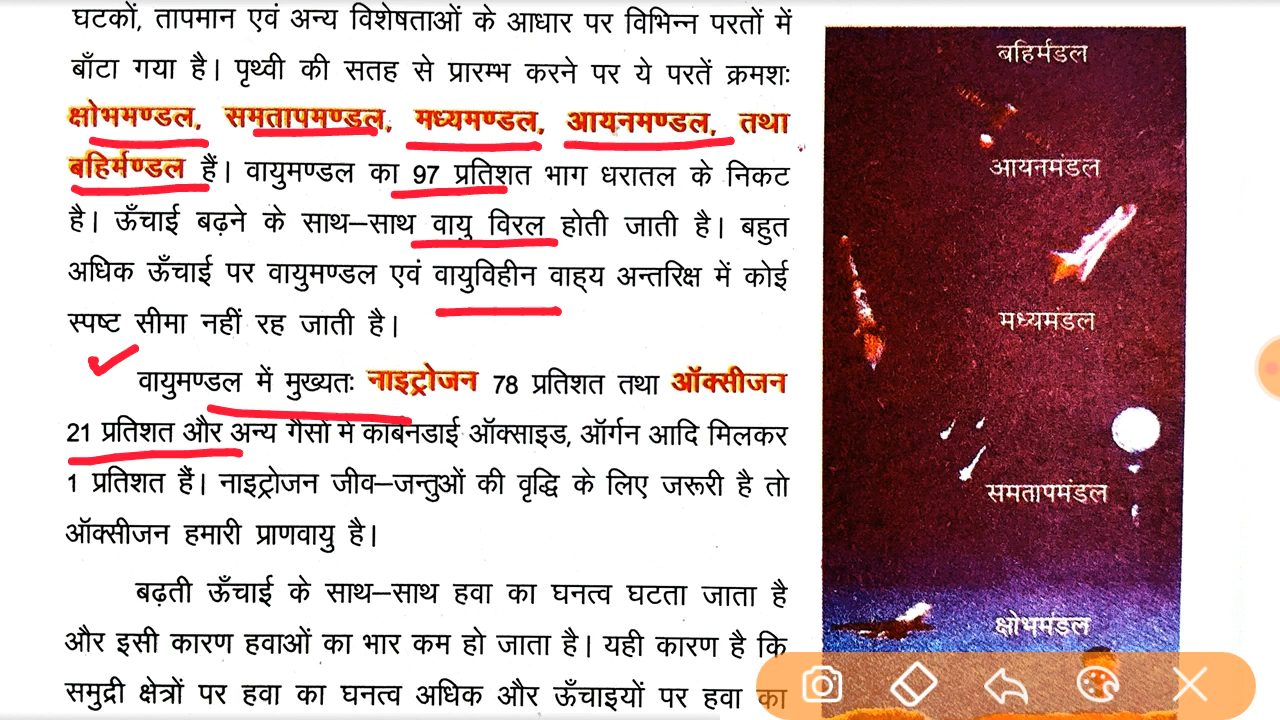 घटकों, तापमान एवं अन्य विशेषताओं के आधार पर विभिन्न परतों में
बाँटा गया है। पृथ्वी की सतह से प्रारम्भ करने पर ये परतें क्रमशः
क्षोभमण्डल, समतापमण्डल, मध्यमण्डल, आयनमण्डल, तथा
बहिर्मण्डल हैं। वायुमण्डल का 97 प्रतिशत भाग धरातल के निकट
है। ऊँचाई बढ़ने के साथ–साथ वायु विरल होती जाती है। बहुत
अधिक ऊँचाई पर वायुमण्डल एवं वायुविहीन वाह्य अन्तरिक्ष में कोई
स्पष्ट सीमा नहीं रह जाती है।
वायुमण्डल में मुख्यतः नाइट्रोजन 78 प्रतिशत तथा ऑक्सीजन
21 प्रतिशत और अन्य गैसों में कार्बनडाई ऑक्साइड, ऑर्गन आदि मिलकर
1 प्रतिशत हैं। नाइट्रोजन जीव–जन्तुओं की वृद्धि के लिए जरूरी है तो
ऑक्सीजन हमारी प्राणवायु है।
बढ़ती ऊँचाई के साथ–साथ हवा का घनत्व घटता जाता है
और इसी कारण हवाओं का भार कम हो जाता है। यही कारण है कि
समुद्री क्षेत्रों पर हवा का घनत्व अधिक और ऊँचाइयों पर हवा का
बहिर्मंडल
आयनमंडल
मध्यमंडल
समतापमंडल
क्षोभमंडल